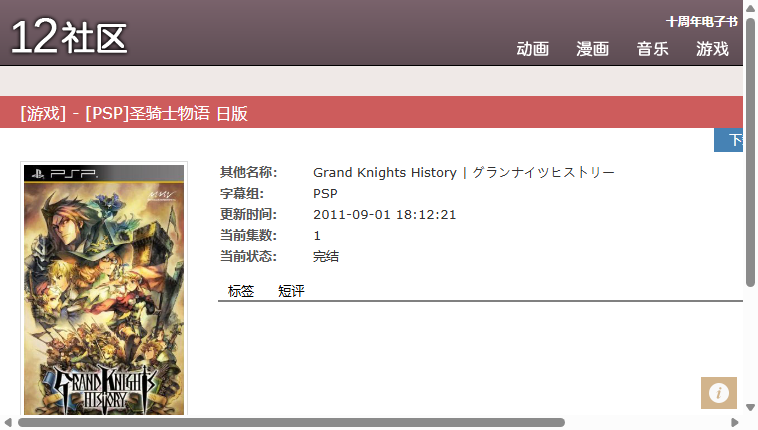 12社区
十周年电子书
动画 漫画 音乐 游戏
[游戏] - [PSP]圣骑士物语 日版
PSP
其他名称: Grand Knights History | グランナイツヒストリー
字幕组: PSP
更新时间: 2011-09-01 18:12:21
当前集数: 1
当前状态: 完结
标签 短评
GRAND KNIGHTS
HISTORY